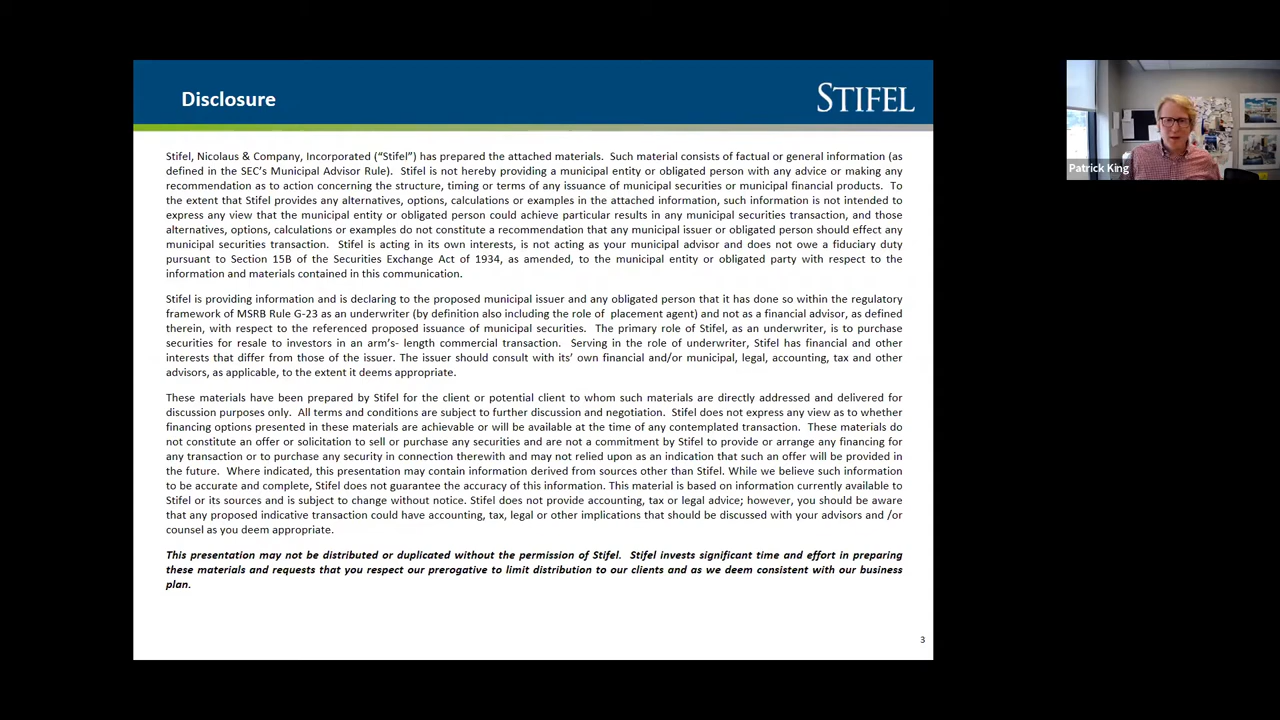 Disclosure
STIFEL
Stifel, Nicolaus & Company, Incorporated (“Stifel”) has prepared the attached materials.  Such material consists of factual or general information (as
defined in the SEC’s Municipal Advisor Rule).  Stifel is not hereby providing a municipal entity or obligated person with any advice or making any
recommendation as to action concerning the structure, timing or terms of any issuance of municipal securities or municipal financial products.  To
the extent that Stifel provides any alternatives, options, calculations or examples in the attached information, such information is not intended to
express any view that the municipal entity or obligated person could achieve particular results in any municipal securities transaction, and those
alternatives, options, calculations or examples do not constitute a recommendation that any municipal issuer or obligated person should effect any
municipal securities transaction.  Stifel is acting in its own interests, is not acting as your municipal advisor and does not owe a fiduciary duty
pursuant to Section 15B of the Securities Exchange Act of 1934, as amended, to the municipal entity or obligated party with respect to the
information and materials contained in this communication.
Stifel is providing information and is declaring to the proposed municipal issuer and any obligated person that it has done so within the regulatory
framework of MSRB Rule G-23 as an underwriter (by definition also including the role of  placement agent) and not as a financial advisor, as defined
therein, with respect to the referenced proposed issuance of municipal securities.  The primary role of Stifel, as an underwriter, is to purchase
securities for resale to investors in an arm’s- length commercial transaction.  Serving in the role of underwriter, Stifel has financial and other
interests that differ from those of the issuer. The issuer should consult with its’ own financial and/or municipal, legal, accounting, tax and other
advisors, as applicable, to the extent it deems appropriate.
These materials have been prepared by Stifel for the client or potential client to whom such materials are directly addressed and delivered for
discussion purposes only.  All terms and conditions are subject to further discussion and negotiation.  Stifel does not express any view as to whether
financing options presented in these materials are achievable or will be available at the time of any contemplated transaction.  These materials do
not constitute an offer or solicitation to sell or purchase any securities and are not a commitment by Stifel to provide or arrange any financing for
any transaction or to purchase any security in connection therewith and may not relied upon as an indication that such an offer will be provided in
the future.  Where indicated, this presentation may contain information derived from sources other than Stifel. While we believe such information
to be accurate and complete, Stifel does not guarantee the accuracy of this information. This material is based on information currently available to
Stifel or its sources and is subject to change without notice. Stifel does not provide accounting, tax or legal advice; however, you should be aware
that any proposed indicative transaction could have accounting, tax, legal or other implications that should be discussed with your advisors and /or
counsel as you deem appropriate.
This presentation may not be distributed or duplicated without the permission of Stifel.  Stifel invests significant time and effort in preparing
these materials and requests that you respect our prerogative to limit distribution to our clients and as we deem consistent with our business
plan.
3
Patrick King